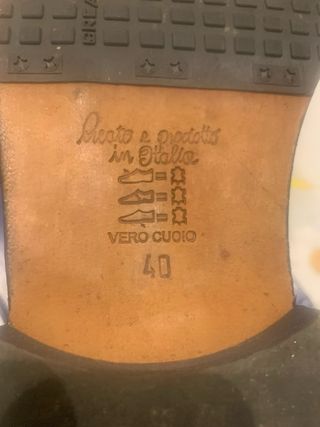 Creato e prodotto
in Italia
VERO CUOIO
40